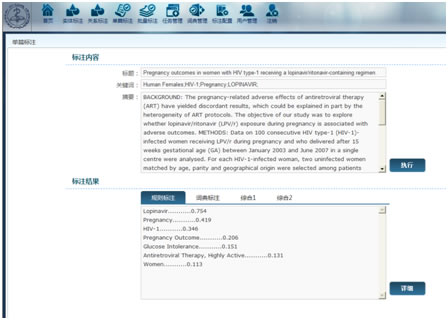 首页 实体标注 关系标注 单篇标注 批量标注 任务管理 词典管理 标注配置 用户管理 注销
单篇标注
标注内容
标题: Pregnancy outcomes in women with HIV type-1 receiving a lopinavir/ritonavir-containing regimen
关键词: Human Females;HIV-1;Pregnancy;LOPINAVIR;
摘要: BACKGROUND: The pregnancy-related adverse effects of antiretroviral therapy
(ART) have yielded discordant results, which could be explained in part by the
heterogeneity of ART protocols. The objective of our study was to explore
whether lopinavir/ritonavir (LPV/r) exposure during pregnancy is associated with
adverse outcomes. METHODS: Data on 100 consecutive HIV type-1 (HIV-1)-
infected women receiving LPV/r during pregnancy and who delivered after 15
weeks gestational age (GA) between January 2003 and June 2007 in a single
centre were analysed. For each HIV-1-infected woman, two uninfected women
matched by age, parity and geographical origin were selected among patients
执行
标注结果
规则标注 词典标注 综合1 综合2
Lopinavir...........0.754
Pregnancy...........0.419
HIV-1...........0.346
Pregnancy Outcome...........0.206
Glucose Intolerance...........0.151
Antiretroviral Therapy, Highly Active...........0.131
Women...........0.113
详细